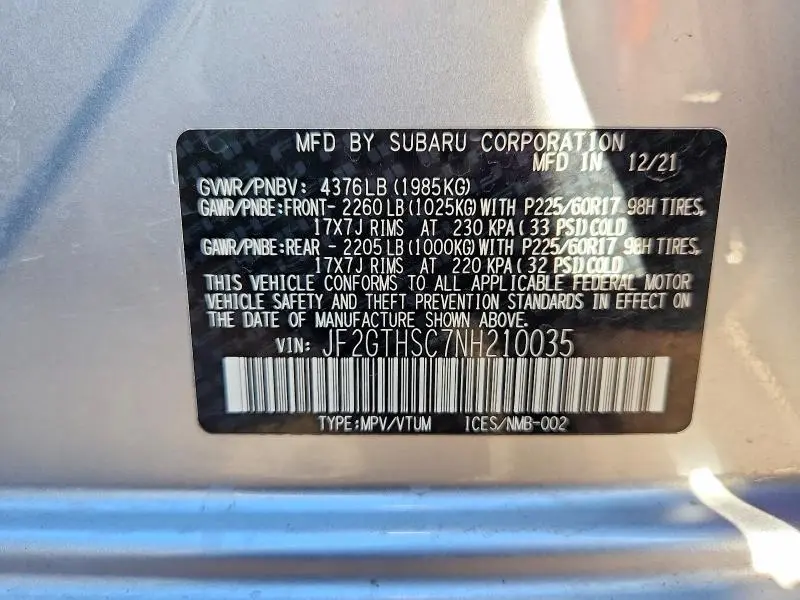 MFD BY SUBARU CORPORATION
MFD IN 12/21
GVWR/PNBV: 4376LB (1985KG)
GAWR/PNBE:FRONT- 2260LB (1025KG)WITH P225/60R17 98H TIRES,
17X7J RIMS AT 230 KPA (33 PSI)COLD
GAWR/PNBE:REAR - 2205LB (1000KG)WITH P225/60R17 98H TIRES,
17X7J RIMS AT 220 KPA (32 PSI)COLD
THIS VEHICLE CONFORMS TO ALL APPLICABLE FEDERAL MOTOR
VEHICLE SAFETY AND THEFT PREVENTION STANDARDS IN EFFECT ON
THE DATE OF MANUFACTURE SHOWN ABOVE.
VIN: JF2GTHSC7NH210035
TYPE:MPV/VTUM ICES/NMB-002